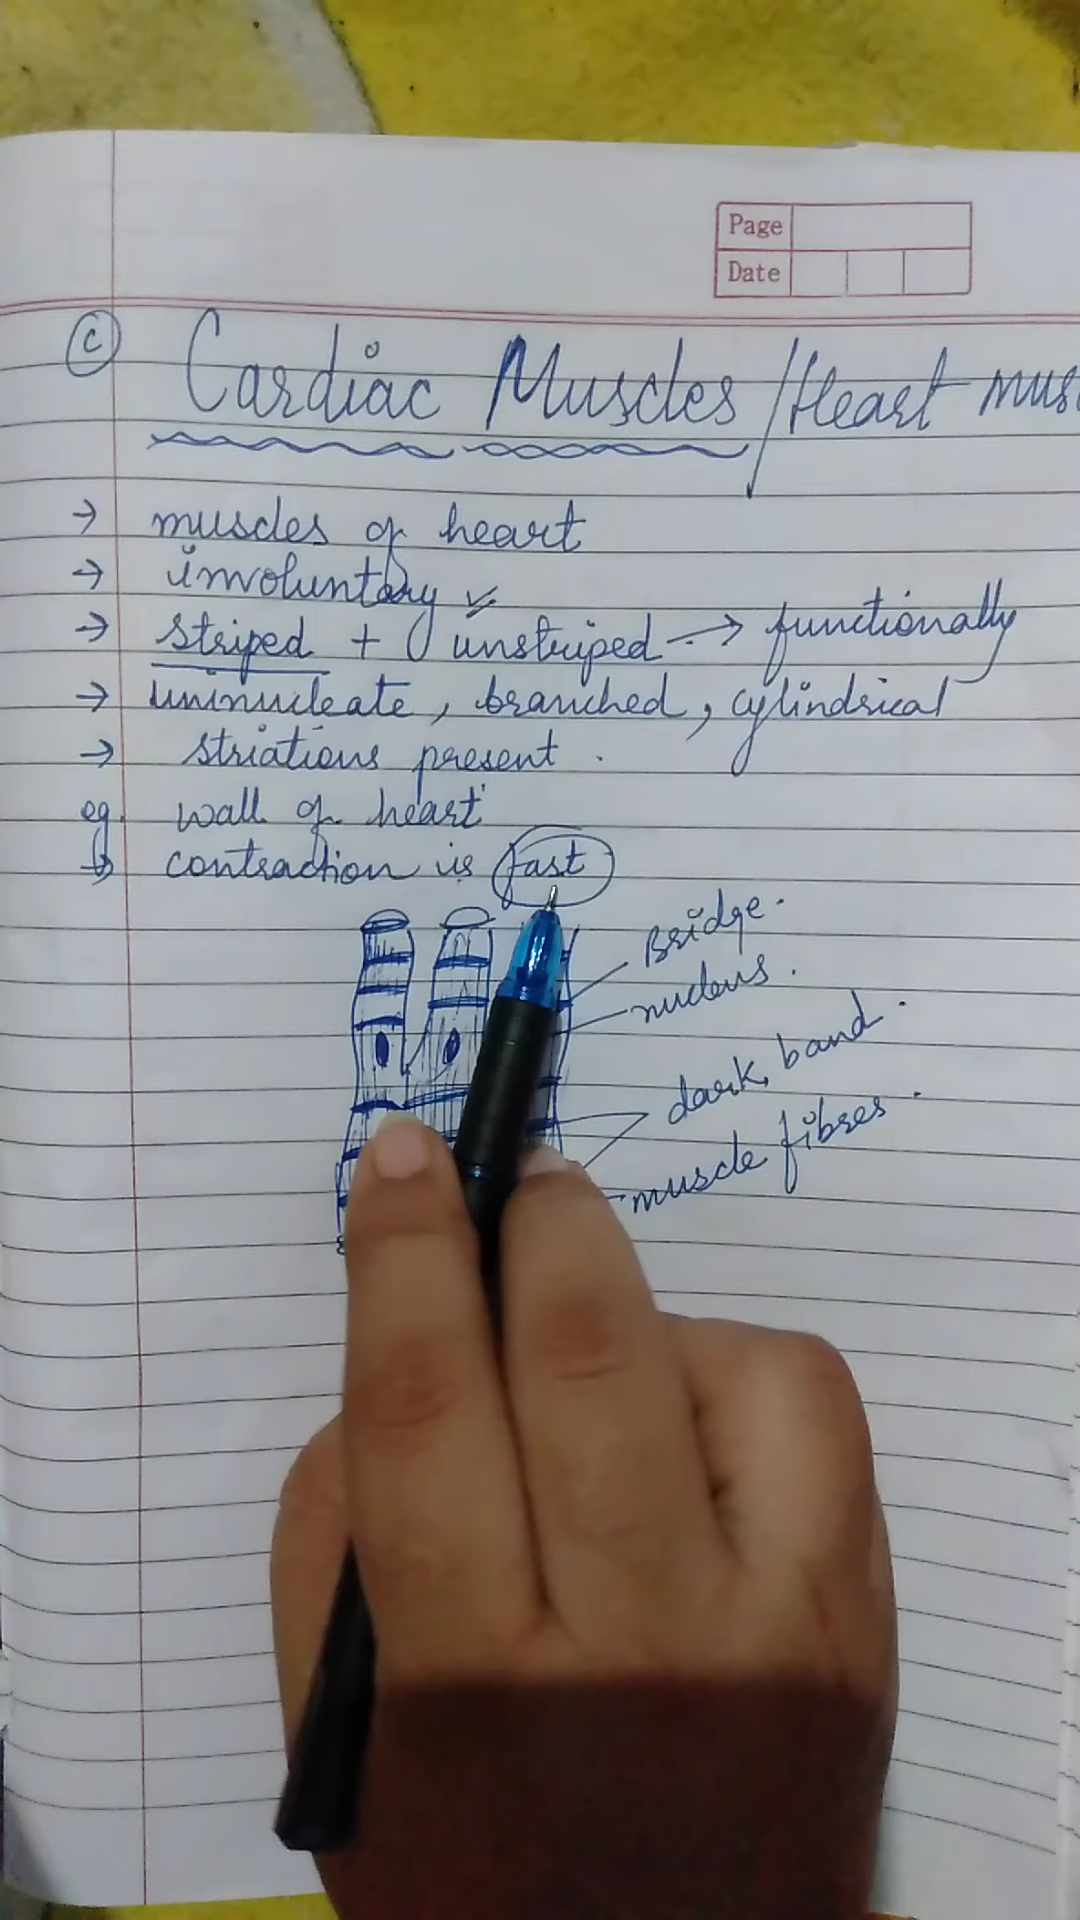 Page
Date
c Cardiac Muscles / Heart mus
→ muscles of heart
→ involuntary ✓
→ striped + unstriped → functionally
→ uninucleate, branched, cylindrical
→ striations present.
eg. wall of heart
↳ contraction is fast
Bridge.
nucleus.
dark band.
muscle fibres.